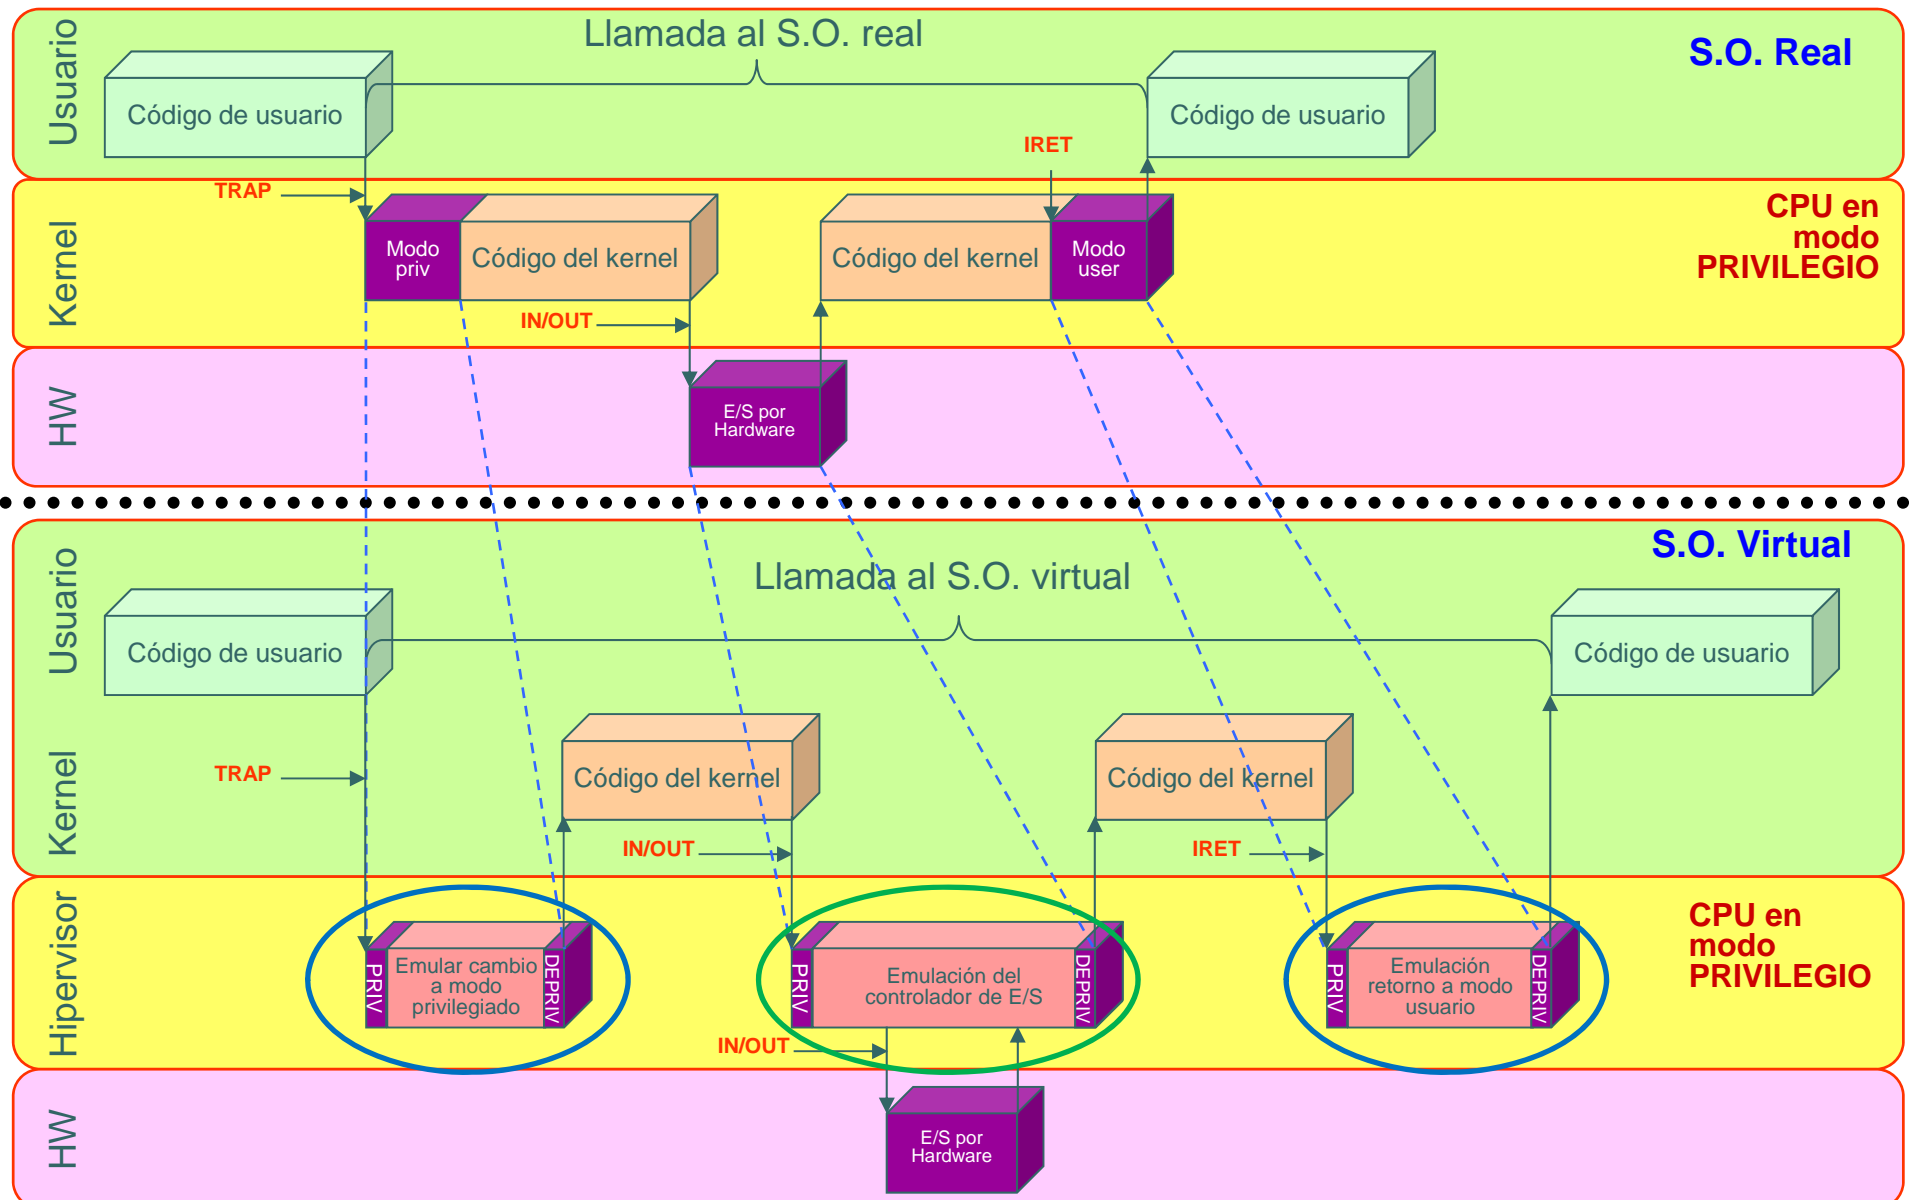 Llamada al S.O. real
S.O. Real
Usuario
Código de usuario
Código de usuario
IRET
TRAP
Kernel
Modo
priv
Código del kernel
Código del kernel
Modo
user
CPU en
modo
PRIVILEGIO
IN/OUT
HW
E/S por
Hardware
S.O. Virtual
Llamada al S.O. virtual
Usuario
Código de usuario
Código de usuario
Kernel
TRAP
Código del kernel
Código del kernel
IN/OUT
IRET
Hipervisor
PRIV
Emular cambio
a modo
privilegiado
DEPRIV
PRIV
Emulación del
controlador de E/S
DEPRIV
PRIV
Emulación
retorno a modo
usuario
DEPRIV
CPU en
modo
PRIVILEGIO
IN/OUT
HW
E/S por
Hardware